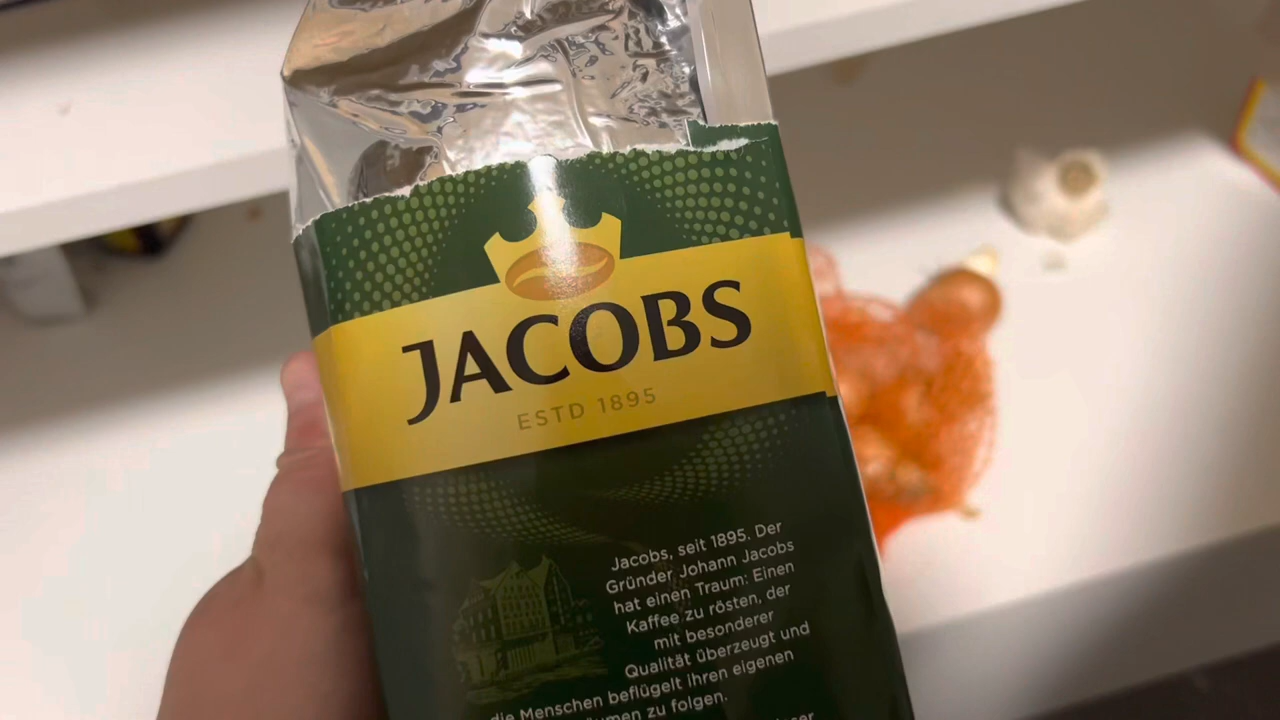 JACOBS
ESTD 1895
Jacobs, seit 1895. Der
Gründer, Johann Jacobs
hat einen Traum: Einen
Kaffee zu rösten, der
mit besonderer
Qualität überzeugt und
die Menschen beflügelt ihren eigenen
zu folgen.